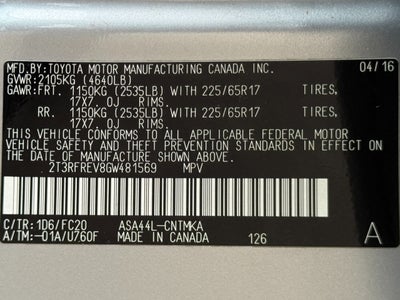 MFD.BY:TOYOTA MOTOR MANUFACTURING CANADA INC. 04/16
GVWR:2105KG (4640LB)
GAWR:FRT. 1150KG (2535LB) WITH 225/65R17 TIRES,
17X7.0J RIMS.
RR. 1150KG (2535LB) WITH 225/65R17 TIRES,
17X7.0J RIMS.
THIS VEHICLE CONFORMS TO ALL APPLICABLE FEDERAL MOTOR
VEHICLE SAFETY AND THEFT PREVENTION STANDARDS IN EFFECT ON
THE DATE OF MANUFACTURE SHOWN ABOVE.
2T3RFREV8GW481569 MPV
C/TR:1D6/FC20 ASA44L-CNTMKA
A/TM:-01A/U760F MADE IN CANADA 126 A